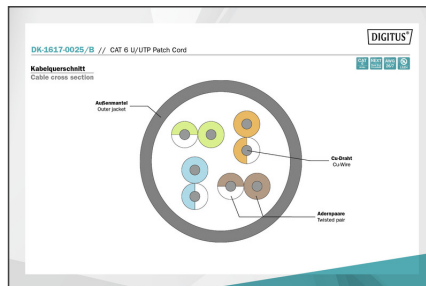 DIGITUS®
DK-1617-0025/B // CAT 6 U/UTP Patch Cord
Kabelquerschnitt
Cable cross section
Außenmantel
Outer jacket
Cu-Draht
Cu-Wire
Aderpaare
Twisted pair